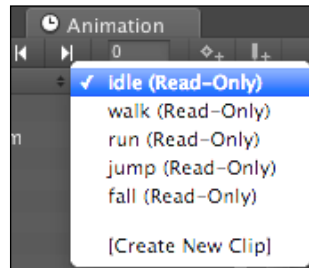 Animation
0
✓ idle (Read-Only)
walk (Read-Only)
m
run (Read-Only)
jump (Read-Only)
fall (Read-Only)
[Create New Clip]